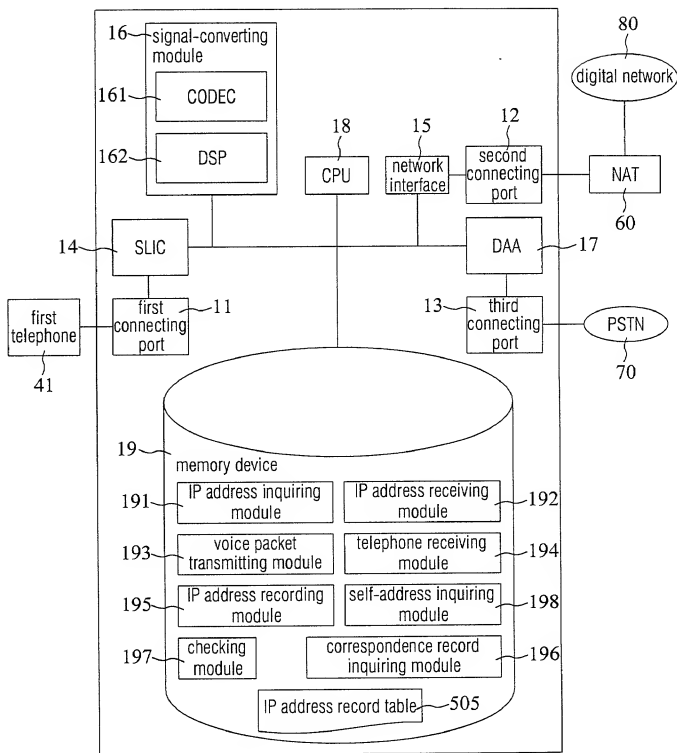 16
signal-converting
module
161
CODEC
162
DSP
18
CPU
15
network
interface
12
second
connecting
port
80
digital network
NAT
60
14
SLIC
DAA
17
first
telephone
41
first
connecting
port
11
13
third
connecting
port
PSTN
70
19
memory device
191
IP address inquiring
module
IP address receiving
module
192
193
voice packet
transmitting module
telephone receiving
module
194
195
IP address recording
module
self-address inquiring
module
198
197
checking
module
correspondence record
inquiring module
196
IP address record table
505